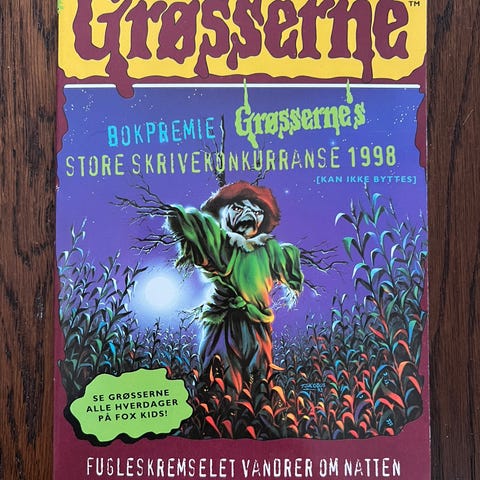 Grøsserne™
BOKPREMIE I Grøsserne's
STORE SKRIVEKONKURRANSE 1998
[KAN IKKE BYTTES]
SE GRØSSERNE
ALLE HVERDAGER
PÅ FOX KIDS!
FUGLESKREMSELET VANDRER OM NATTEN